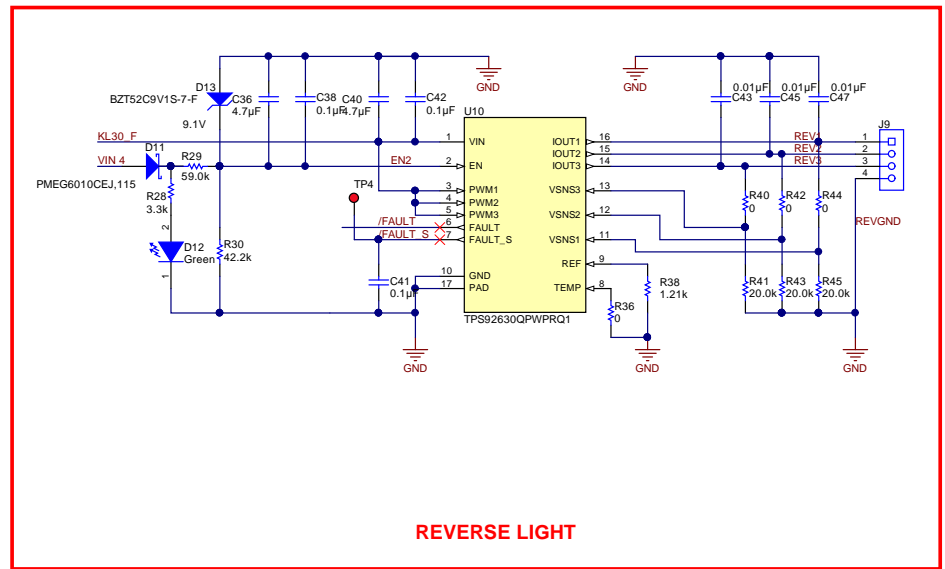 GND
GND
D13
BZT52C9V1S-7-F
9.1V
C36
4.7µF
C38
0.1µF
C40
4.7µF
C42
0.1µF
0.01µF
C43
0.01µF
C45
0.01µF
C47
U10
J9
KL30_F
1 VIN
IOUT1 16
REV1
1
IOUT2 15
REV2
2
VIN 4
D11
R29
59.0k
EN2
2 EN
IOUT3 14
REV3
3
4
PMEG6010CEJ,115
R28
3.3k
TP4
3 PWM1
VSNS3 13
4 PWM2
5 PWM3
R40
0
R42
0
R44
0
/FAULT
6 FAULT
VSNS2 12
REVGND
/FAULT_S
7 FAULT_S
VSNS1 11
2
D12
Green
1
R30
42.2k
REF 9
C41
0.1µF
10 GND
17 PAD
TEMP 8
R38
1.21k
R36
0
R41
20.0k
R43
20.0k
R45
20.0k
TPS92630QPWPRQ1
GND
GND
GND
REVERSE LIGHT